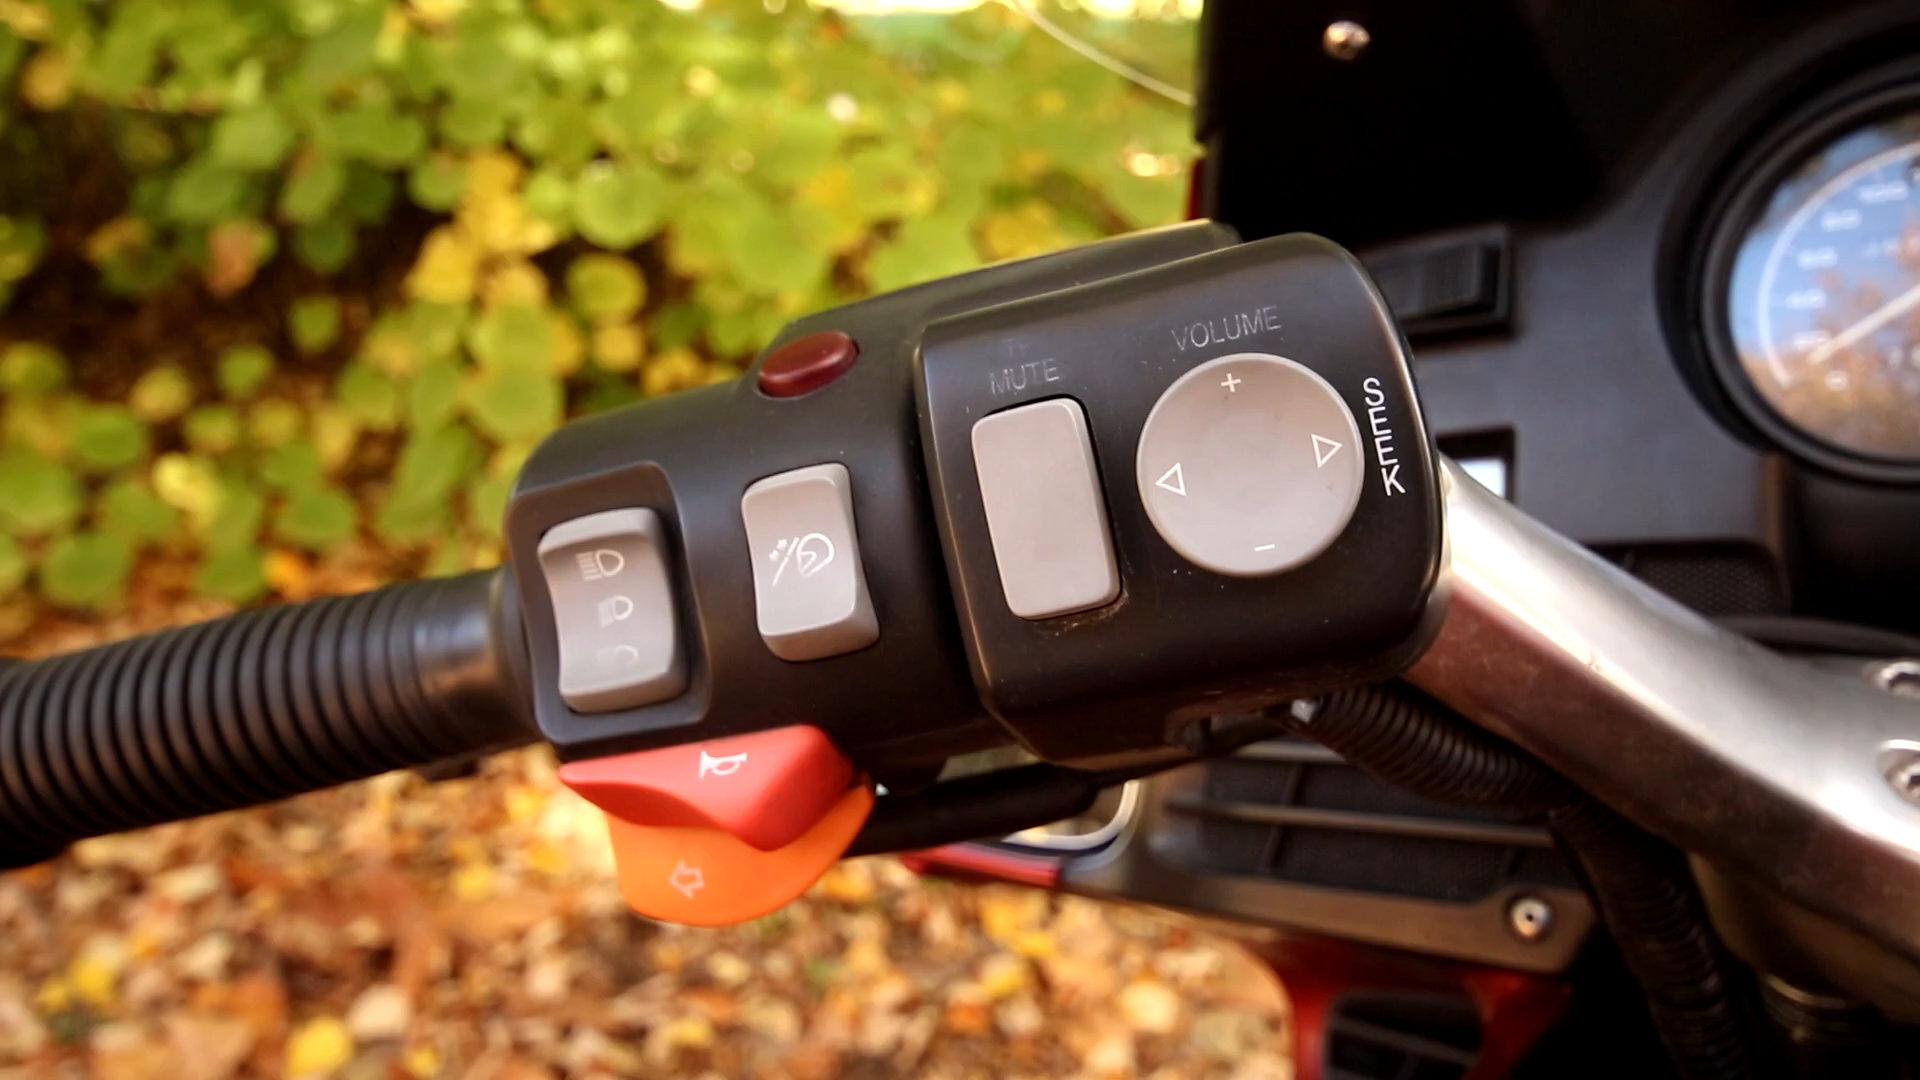 VOLUME
MUTE
SEEK
+
-